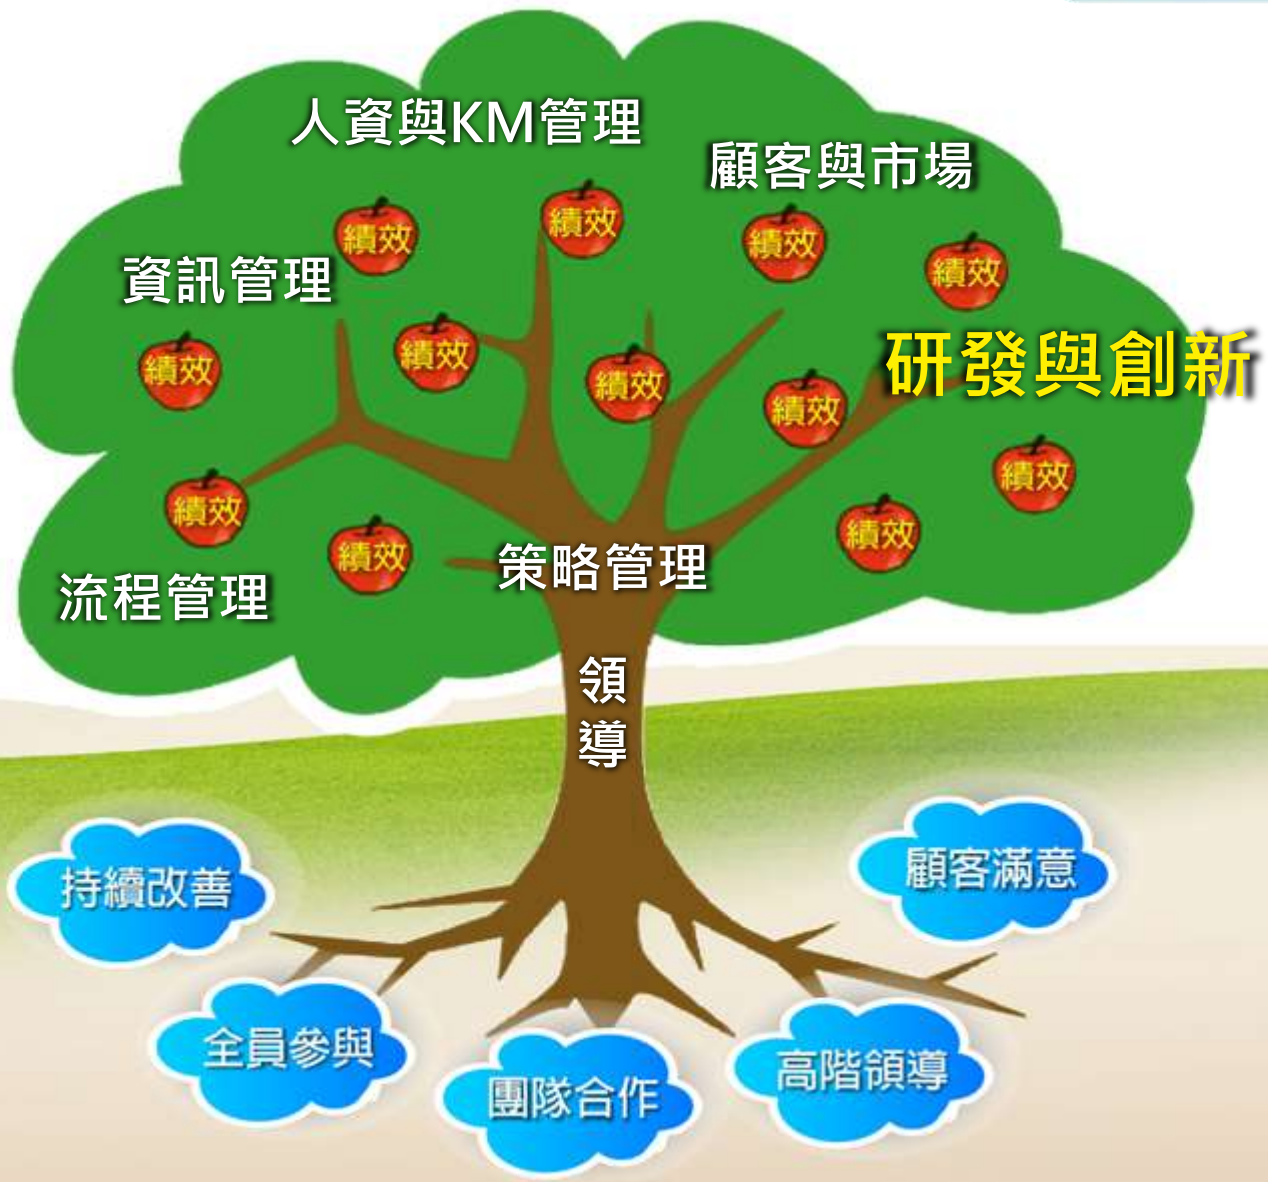 人資與KM管理
顧客與市場
績效
績效
績效
績效
資訊管理
績效
績效
績效
研發與創新
績效
績效
績效
績效
績效
策略管理
流程管理
領
導
持續改善
顧客滿意
全員參與
團隊合作
高階領導